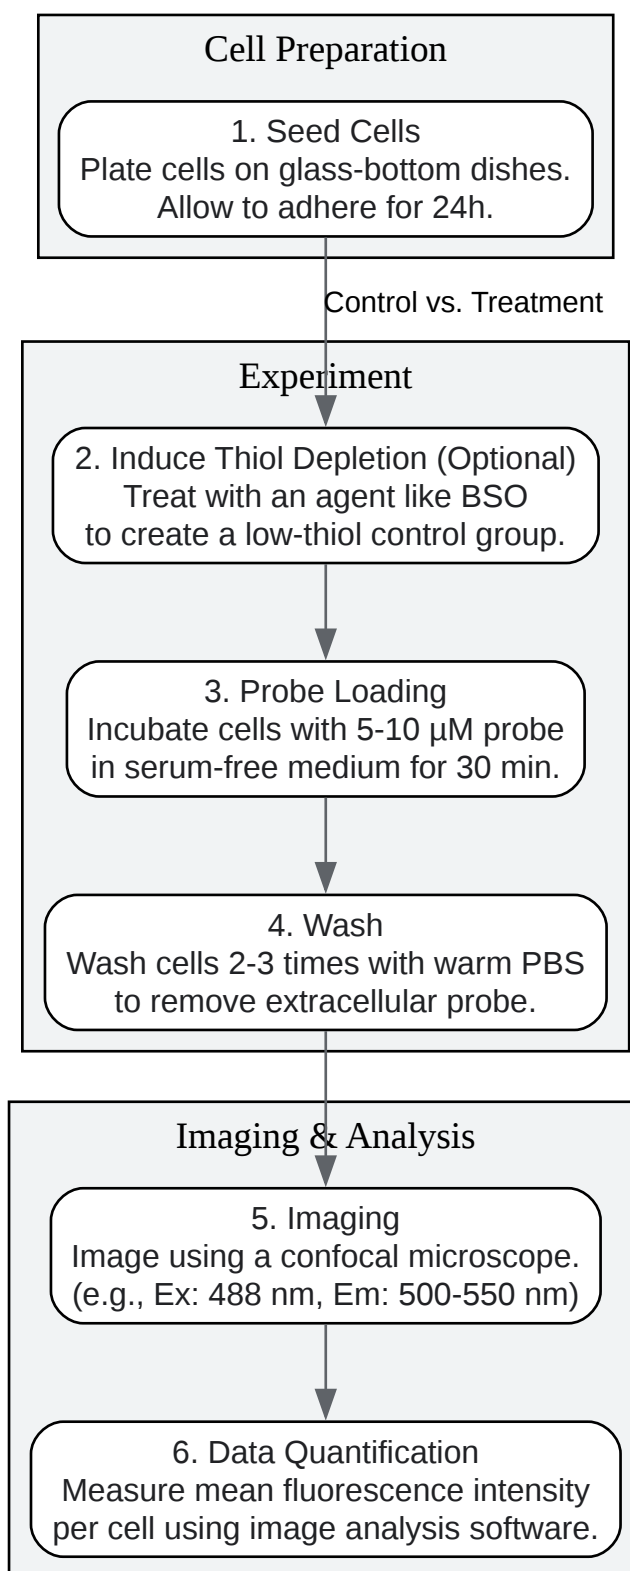 Cell Preparation
1. Seed Cells
Plate cells on glass-bottom dishes.
Allow to adhere for 24h.
Control vs. Treatment
Experiment
2. Induce Thiol Depletion (Optional)
Treat with an agent like BSO
to create a low-thiol control group.
3. Probe Loading
Incubate cells with 5-10 µM probe
in serum-free medium for 30 min.
4. Wash
Wash cells 2-3 times with warm PBS
to remove extracellular probe.
Imaging & Analysis
5. Imaging
Image using a confocal microscope.
(e.g., Ex: 488 nm, Em: 500-550 nm)
6. Data Quantification
Measure mean fluorescence intensity
per cell using image analysis software.